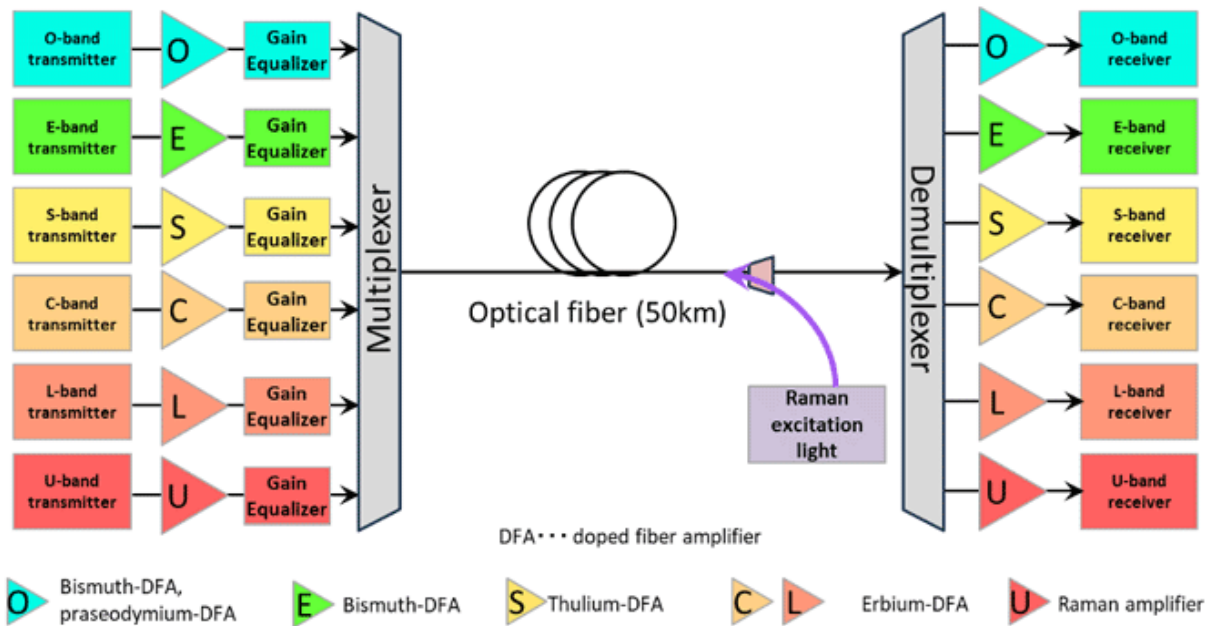 O-band
transmitter
O
Gain
Equalizer
E-band
transmitter
E
Gain
Equalizer
S-band
transmitter
S
Gain
Equalizer
C-band
transmitter
C
Gain
Equalizer
L-band
transmitter
L
Gain
Equalizer
U-band
transmitter
U
Gain
Equalizer
Multiplexer
Optical fiber (50km)
Raman
excitation
light
Demultiplexer
O
O-band
receiver
E
E-band
receiver
S
S-band
receiver
C
C-band
receiver
L
L-band
receiver
U
U-band
receiver
DFA・・・doped fiber amplifier
O
Bismuth-DFA,
praseodymium-DFA
E Bismuth-DFA
S Thulium-DFA
C L Erbium-DFA
U Raman amplifier